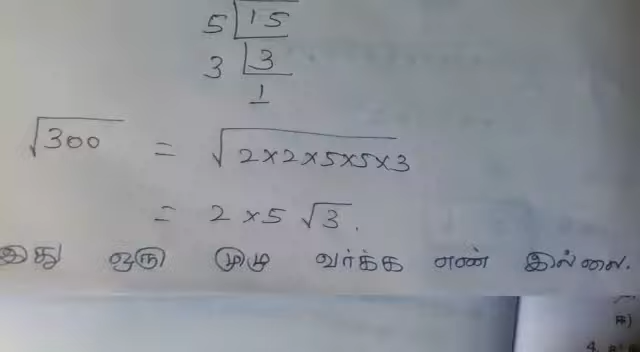 5 | 15
3 | 3
1
√300 = √2×2×5×5×3
= 2×5 √3.
இது ஒரு முழு வர்க்க எண் இல்லை.
ஈ)
4.